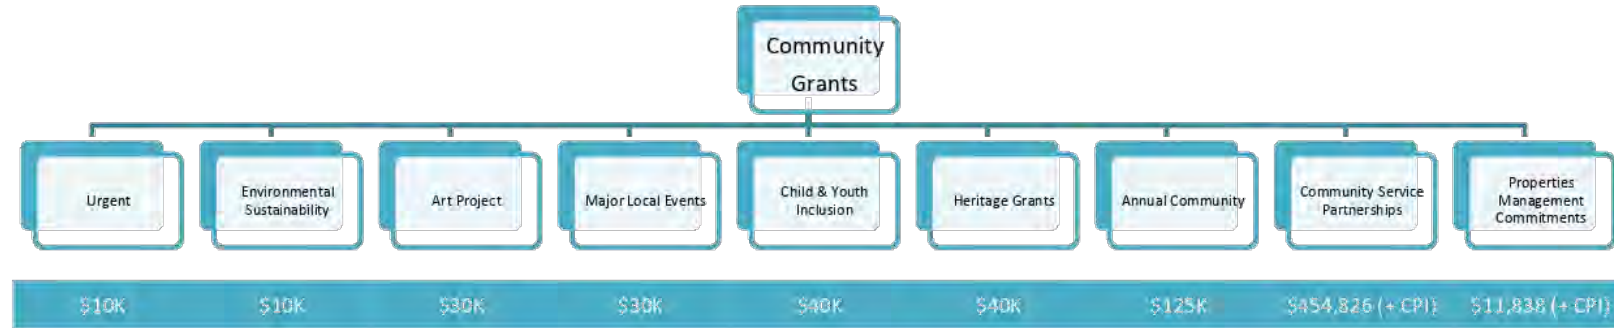 Community
Grants
Urgent
Environmental
Sustainability
Art Project
Major Local Events
Child & Youth
Inclusion
Heritage Grants
Annual Community
Community Service
Partnerships
Properties
Management
Commitments
$10K
$10K
$30K
$30K
$40K
$40K
$125K
$454,826 (+ CPI)
$11,838 (+ CPI)